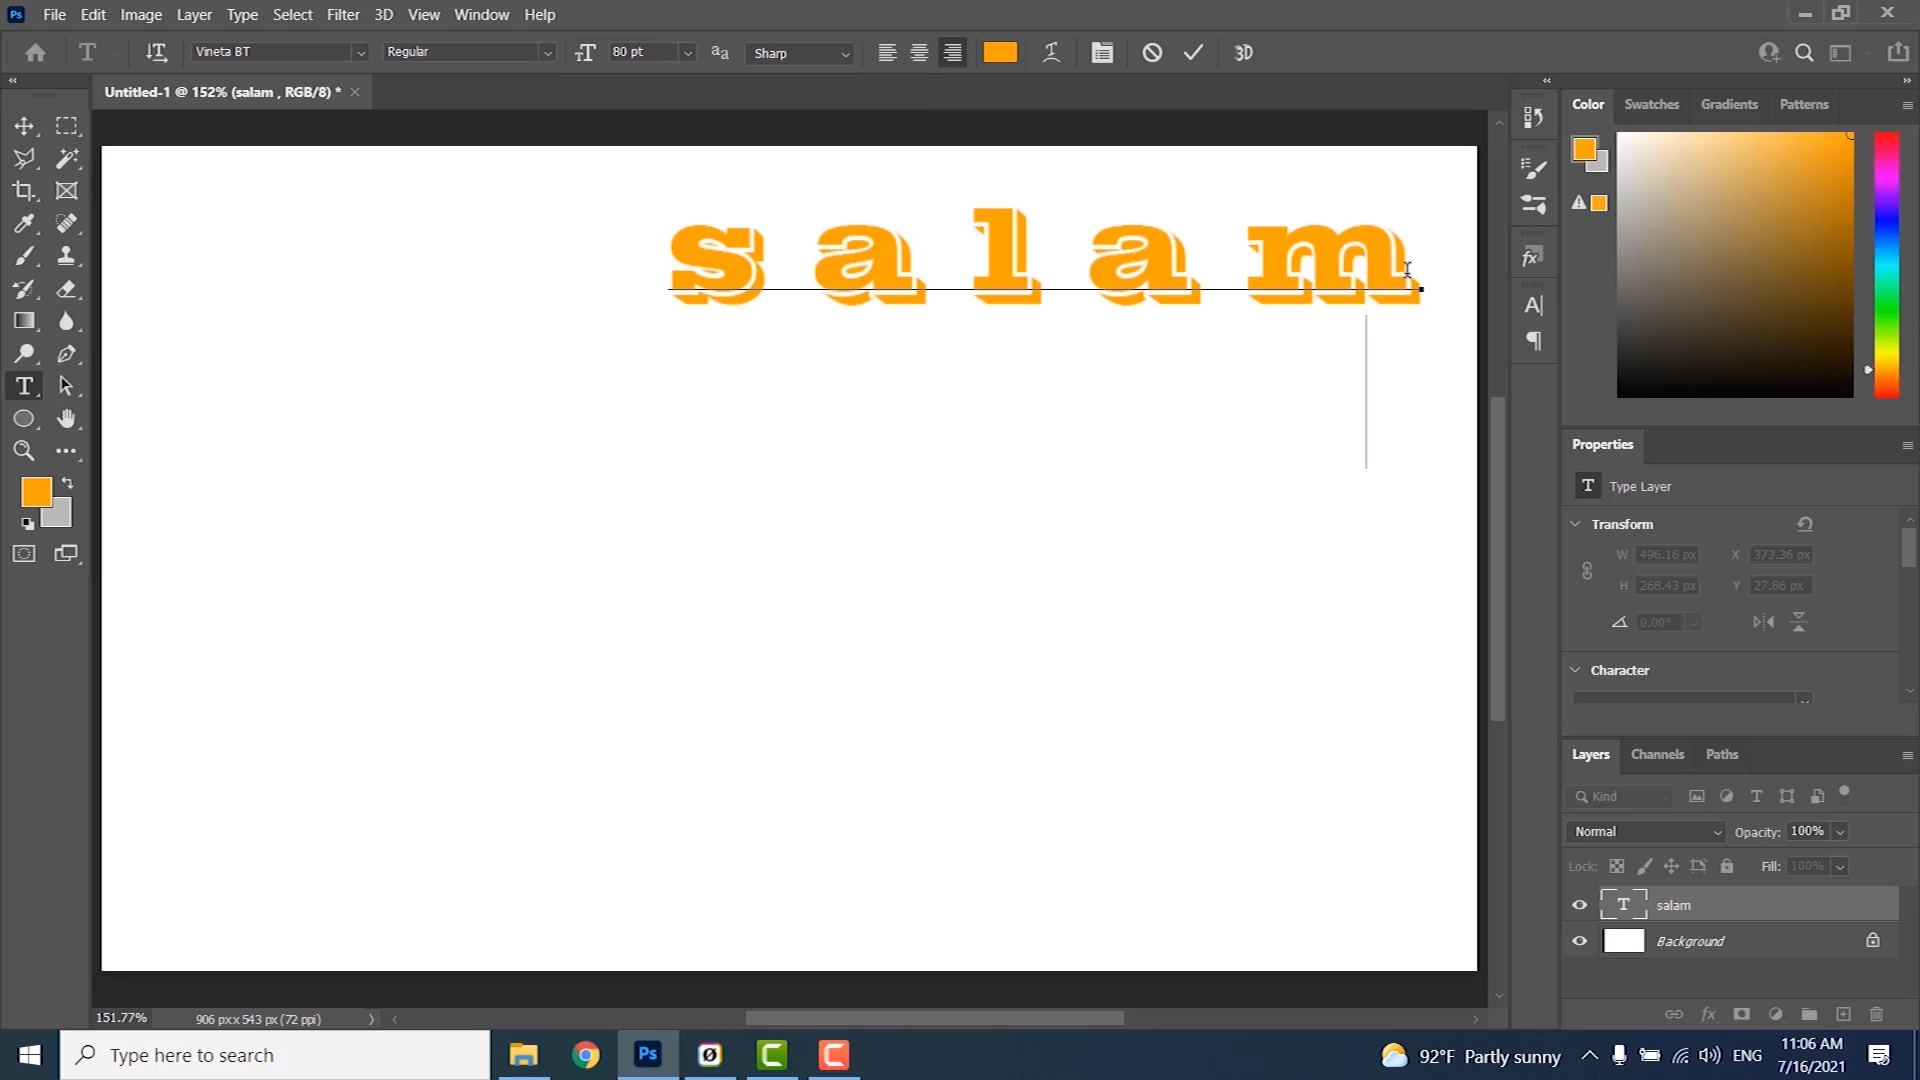 Ps File Edit Image Layer Type Select Filter 3D View Window Help
Vineta BT Regular 80 pt Sharp 3D
Untitled-1 @ 152% (salam , RGB/8) *
salam
Color Swatches Gradients Patterns
Properties
T Type Layer
Transform
W 496.16 px X 373.36 px
H 268.43 px Y 27.86 px
0.00°
Character
Layers Channels Paths
Kind
Normal Opacity: 100%
Lock: Fill: 100%
T salam
Background
151.77% 906 px x 543 px (72 ppi)
Type here to search Ps 92°F Partly sunny ENG
11:06 AM
7/16/2021